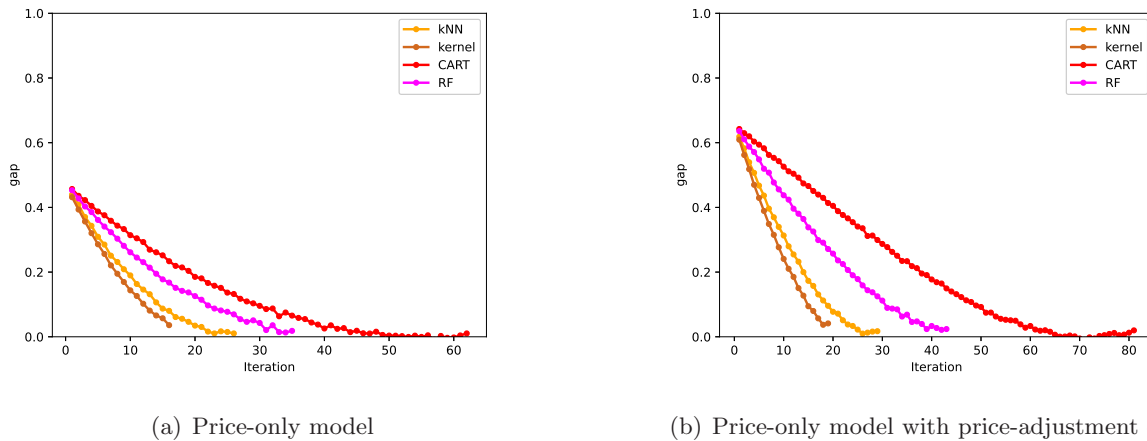 1.0
0.8
0.6
0.4
0.2
0.0
gap
0 10 20 30 40 50 60
Iteration
kNN
kernel
CART
RF
(a) Price-only model
1.0
0.8
0.6
0.4
0.2
0.0
gap
0 10 20 30 40 50 60 70 80
Iteration
kNN
kernel
CART
RF
(b) Price-only model with price-adjustment